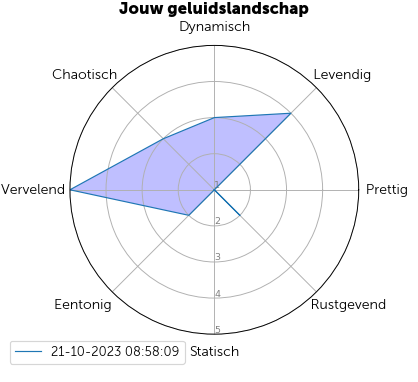 Jouw geluidslandschap
Dynamisch
Chaotisch
Levendig
Vervelend
1
Prettig
2
3
4
Eentonig
Rustgevend
5
21-10-2023 08:58:09
Statisch